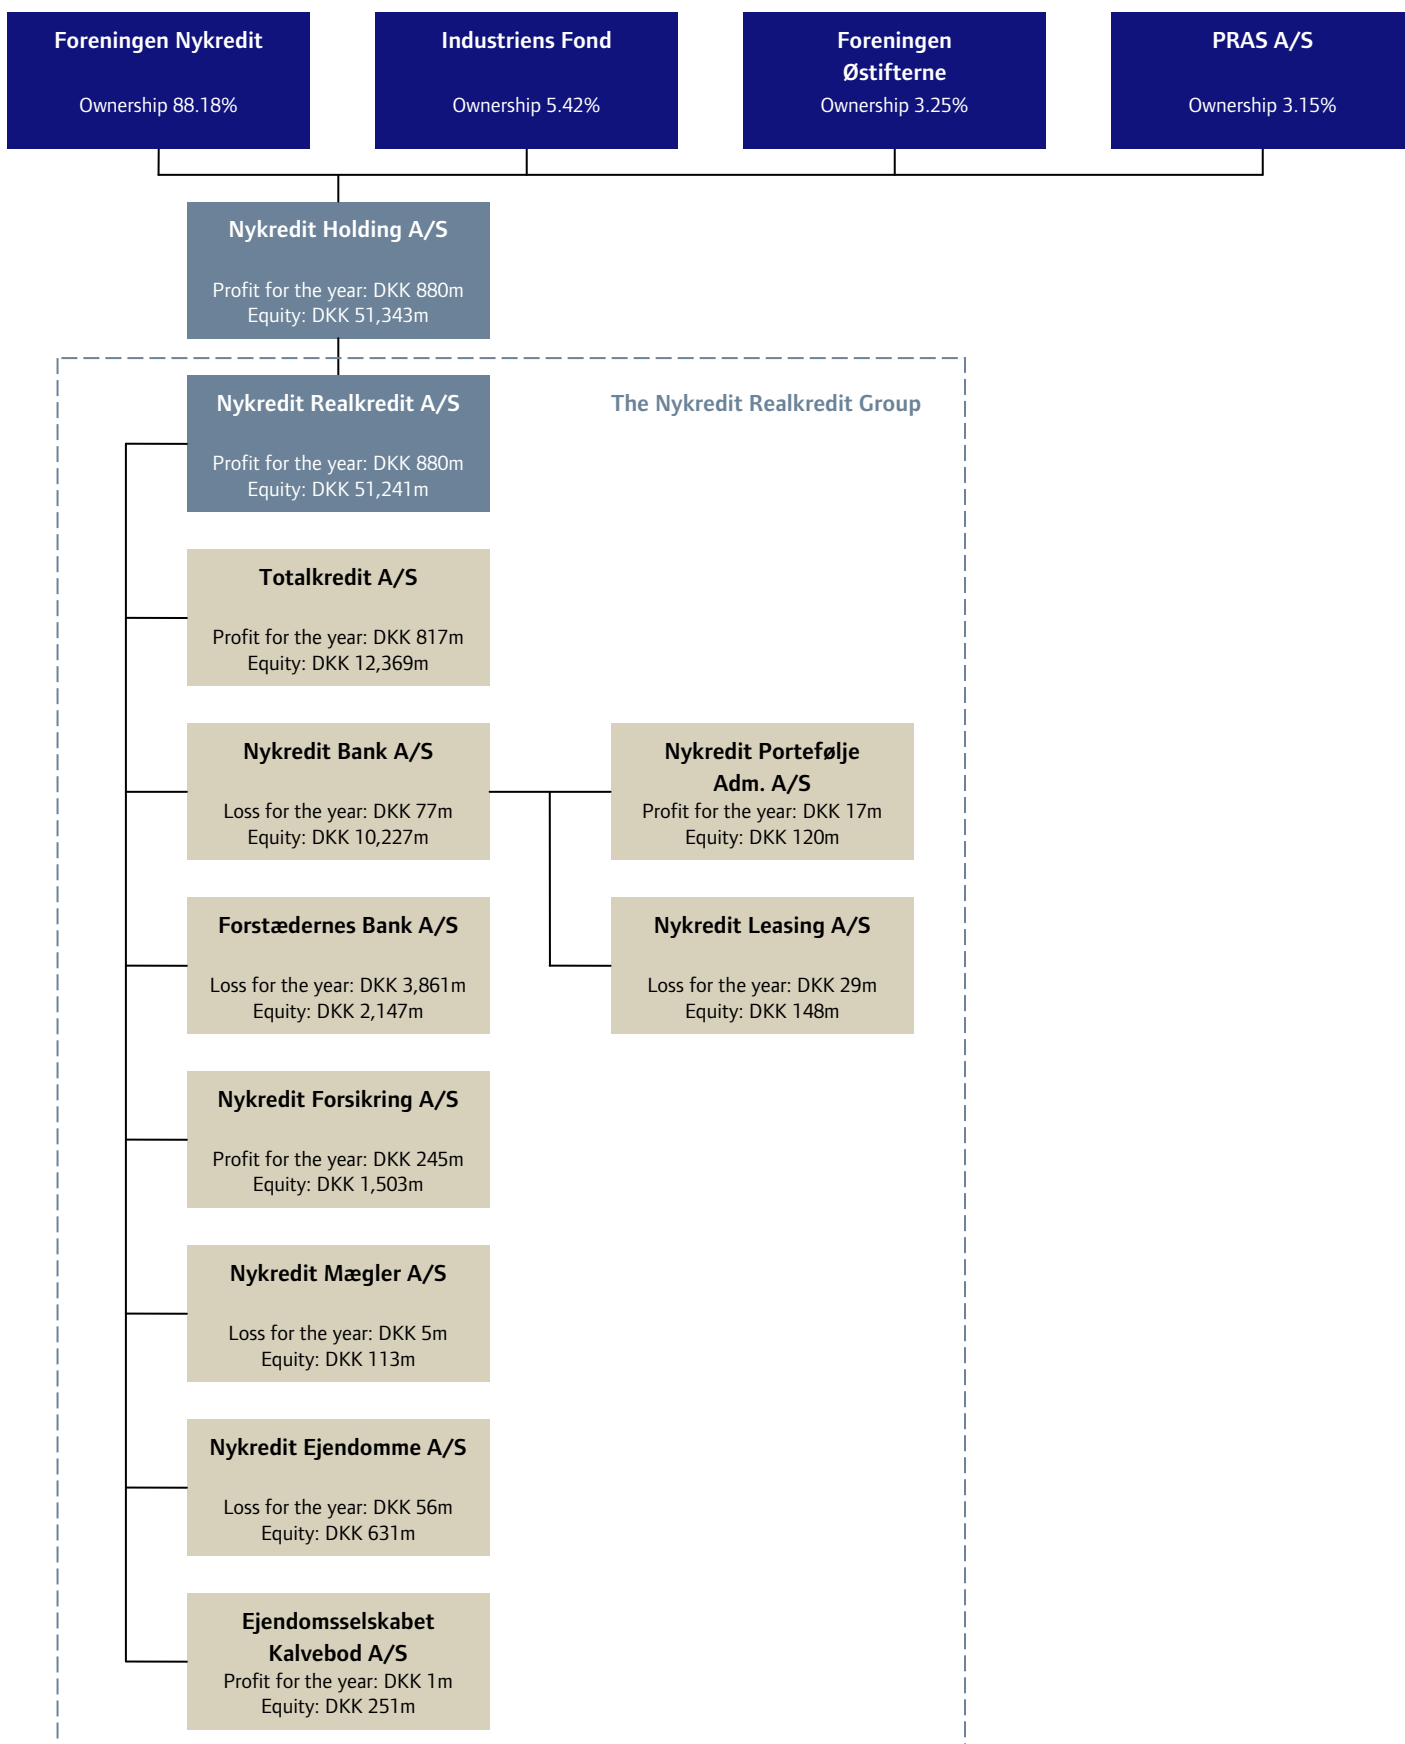 Foreningen Nykredit
Ownership 88.18%
Industriens Fond
Ownership 5.42%
Foreningen
Østifterne
Ownership 3.25%
PRAS A/S
Ownership 3.15%
Nykredit Holding A/S
Profit for the year: DKK 880m
Equity: DKK 51,343m
Nykredit Realkredit A/S
Profit for the year: DKK 880m
Equity: DKK 51,241m
The Nykredit Realkredit Group
Totalkredit A/S
Profit for the year: DKK 817m
Equity: DKK 12,369m
Nykredit Bank A/S
Loss for the year: DKK 77m
Equity: DKK 10,227m
Nykredit Portefølje
Adm. A/S
Profit for the year: DKK 17m
Equity: DKK 120m
Forstædernes Bank A/S
Loss for the year: DKK 3,861m
Equity: DKK 2,147m
Nykredit Leasing A/S
Loss for the year: DKK 29m
Equity: DKK 148m
Nykredit Forsikring A/S
Profit for the year: DKK 245m
Equity: DKK 1,503m
Nykredit Mægler A/S
Loss for the year: DKK 5m
Equity: DKK 113m
Nykredit Ejendomme A/S
Loss for the year: DKK 56m
Equity: DKK 631m
Ejendomsselskabet
Kalvebod A/S
Profit for the year: DKK 1m
Equity: DKK 251m